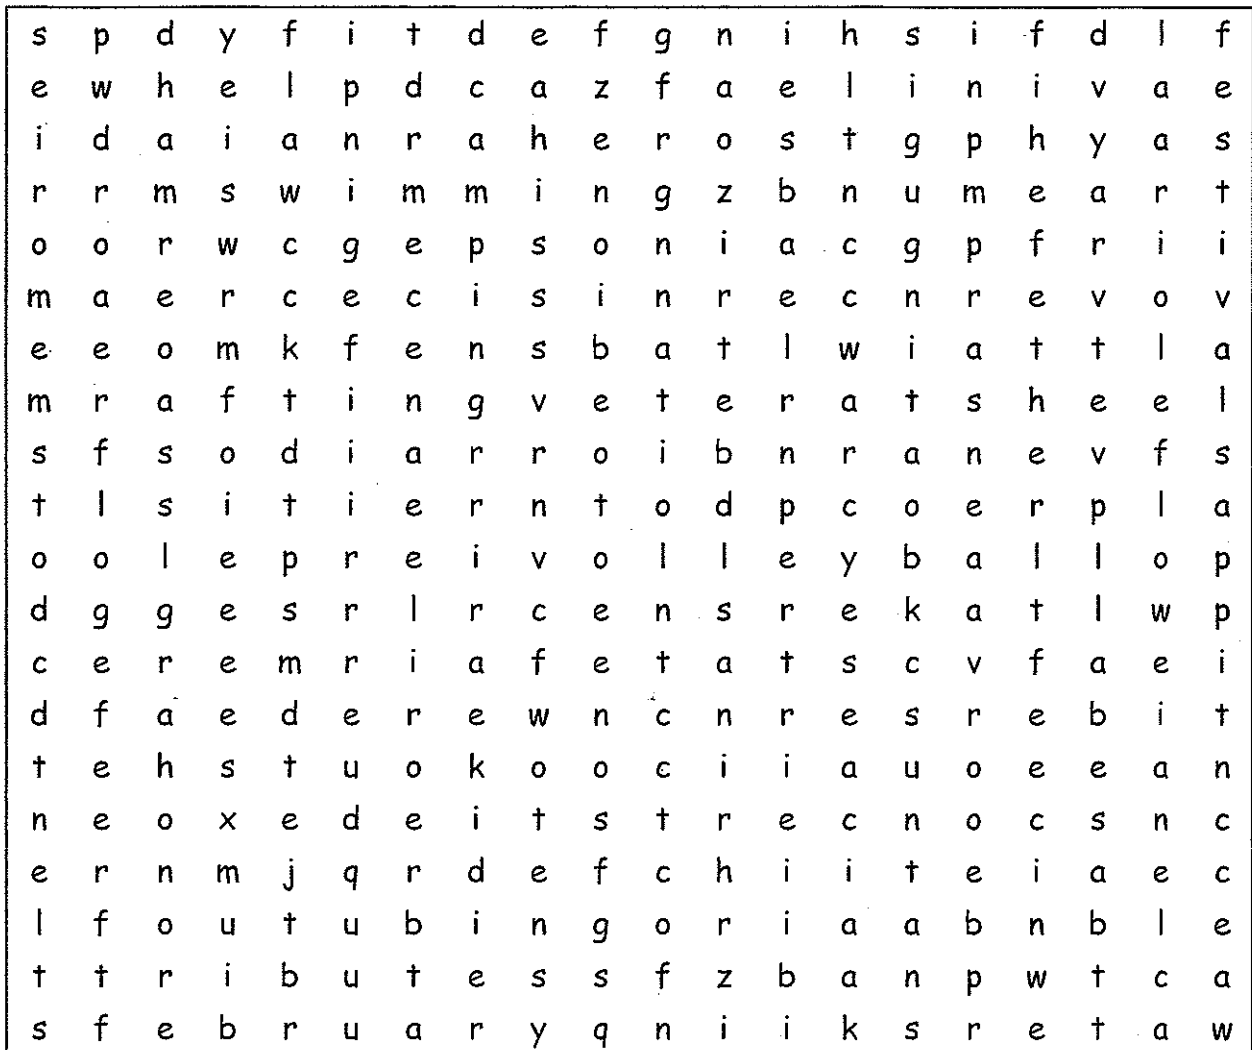 s p d y f i t d e f g n i h s i f d l f
e w h e l p d c a z f a e l i n i v a e
i d a i a n r a h e r o s t g p h y a s
r r m s w i m m i n g z b n u m e a r t
o o r w c g e p s o n i a c g p f r i i
m a e r c e c i s i n r e c n r e v o v
e e o m k f e n s b a t l w i a t t l a
m r a f t i n g v e t e r a t s h e e l
s f s o d i a r r o i b n r a n e v f s
t l s i t i e r n t o d p c o e r p l a
o o l e p r e i v o l l e y b a l l o p
d g g e s r l r c e n s r e k a t l w p
c e r e m r i a f e t a t s c v f a e i
d f a e d e r e w n c n r e s r e b i t
t e h s t u o k o o c i i a u o e e a n
n e o x e d e i t s t r e c n o c s n c
e r n m j q r d e f c h i i t e i a e c
l f o u t u b i n g o r i a a b n b l e
t t r i b u t e s s f z b a n p w t c a
s f e b r u a r y q n i i k s r e t a w